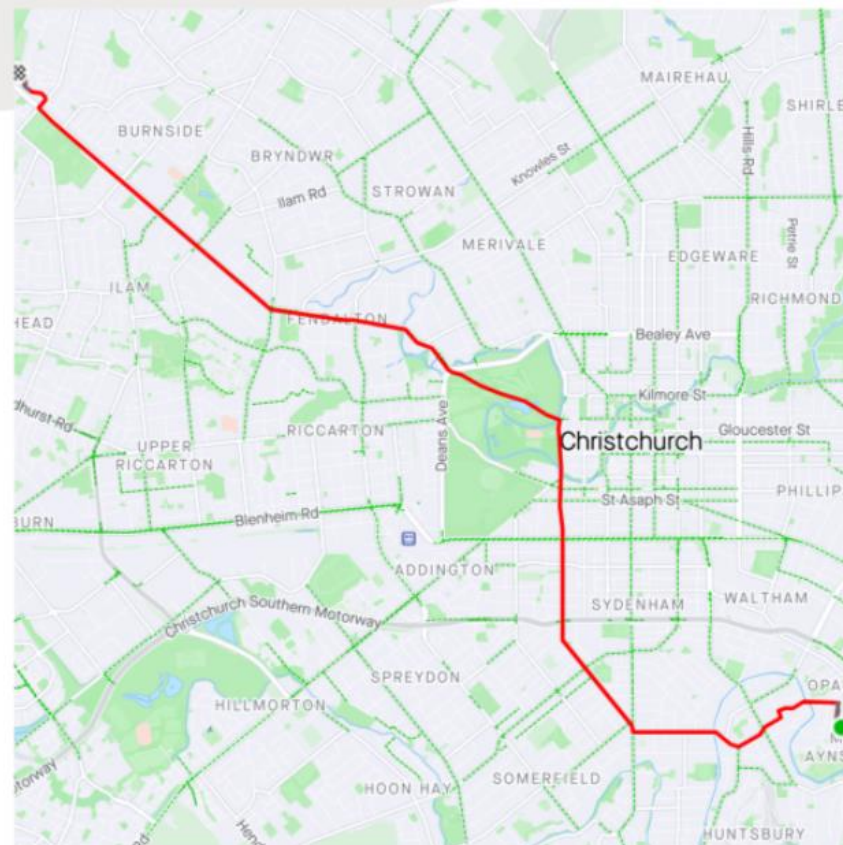 MAIREHAU
SHIRLE
BURNSIDE
BRYNDWR
Knowles St
Hills Rd
Ilam Rd
STROWAN
MERIVALE
Petrie St
EDGEWARE
ILAM
RICHMOND
HEAD
FENDALTON
Bealey Ave
dhurst Rd
Kilmore St
Deans Ave
RICCARTON
Gloucester St
Christchurch
UPPER
RICCARTON
PHILLIP
St Asaph St
BURN
Blenheim Rd
ADDINGTON
SYDENHAM
WALTHAM
Christchurch Southern Motorway
SPREYDON
OPA
HILLMORTON
M
AYNS
SOMERFIELD
otorway
HOON HAY
Hend
Rd
HUNTSBURY